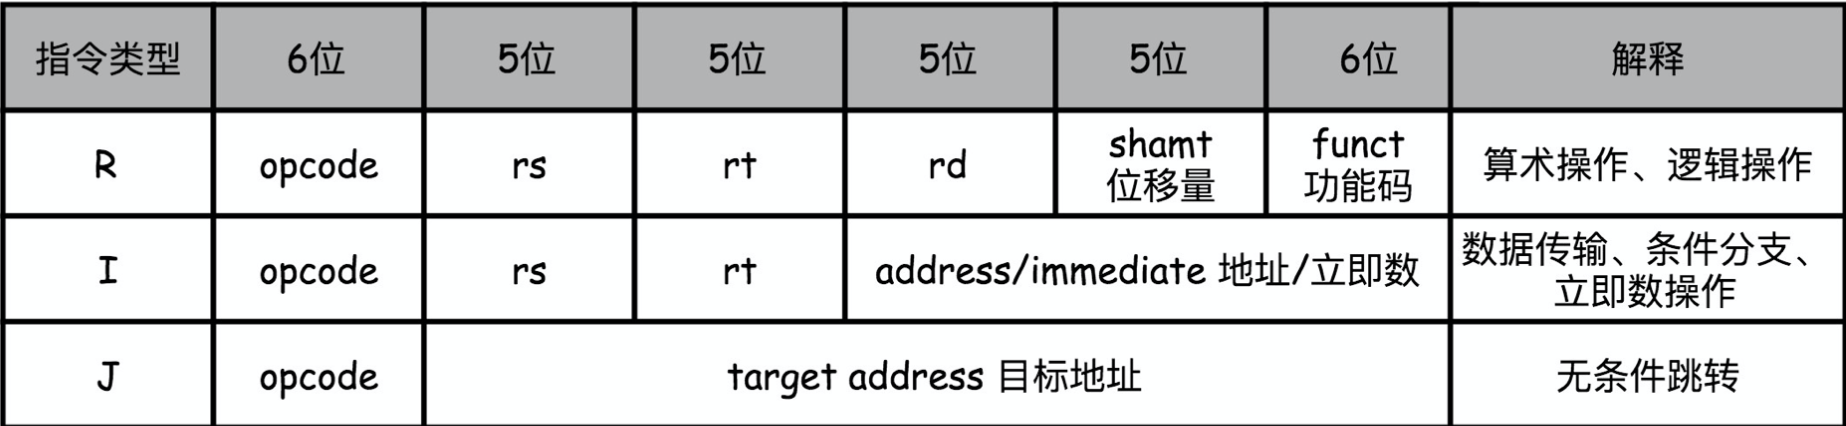 指令类型 6位 5位 5位 5位 5位 6位 解释
R opcode rs rt rd shamt 位移量 funct 功能码 算术操作、逻辑操作
I opcode rs rt address/immediate 地址/立即数 数据传输、条件分支、立即数操作
J opcode target address 目标地址 无条件跳转